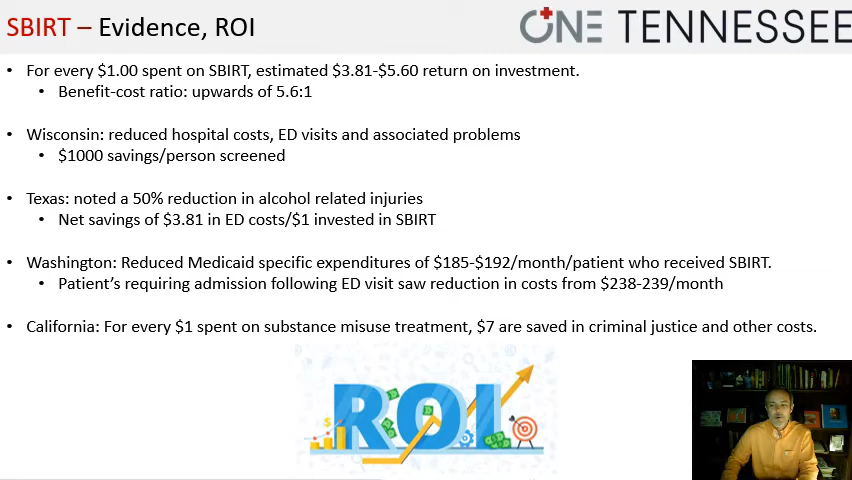 SBIRT – Evidence, ROI
ONE TENNESSEE
• For every $1.00 spent on SBIRT, estimated $3.81-$5.60 return on investment.
• Benefit-cost ratio: upwards of 5.6:1
• Wisconsin: reduced hospital costs, ED visits and associated problems
• $1000 savings/person screened
• Texas: noted a 50% reduction in alcohol related injuries
• Net savings of $3.81 in ED costs/$1 invested in SBIRT
• Washington: Reduced Medicaid specific expenditures of $185-$192/month/patient who received SBIRT.
• Patient's requiring admission following ED visit saw reduction in costs from $238-239/month
• California: For every $1 spent on substance misuse treatment, $7 are saved in criminal justice and other costs.
ROI